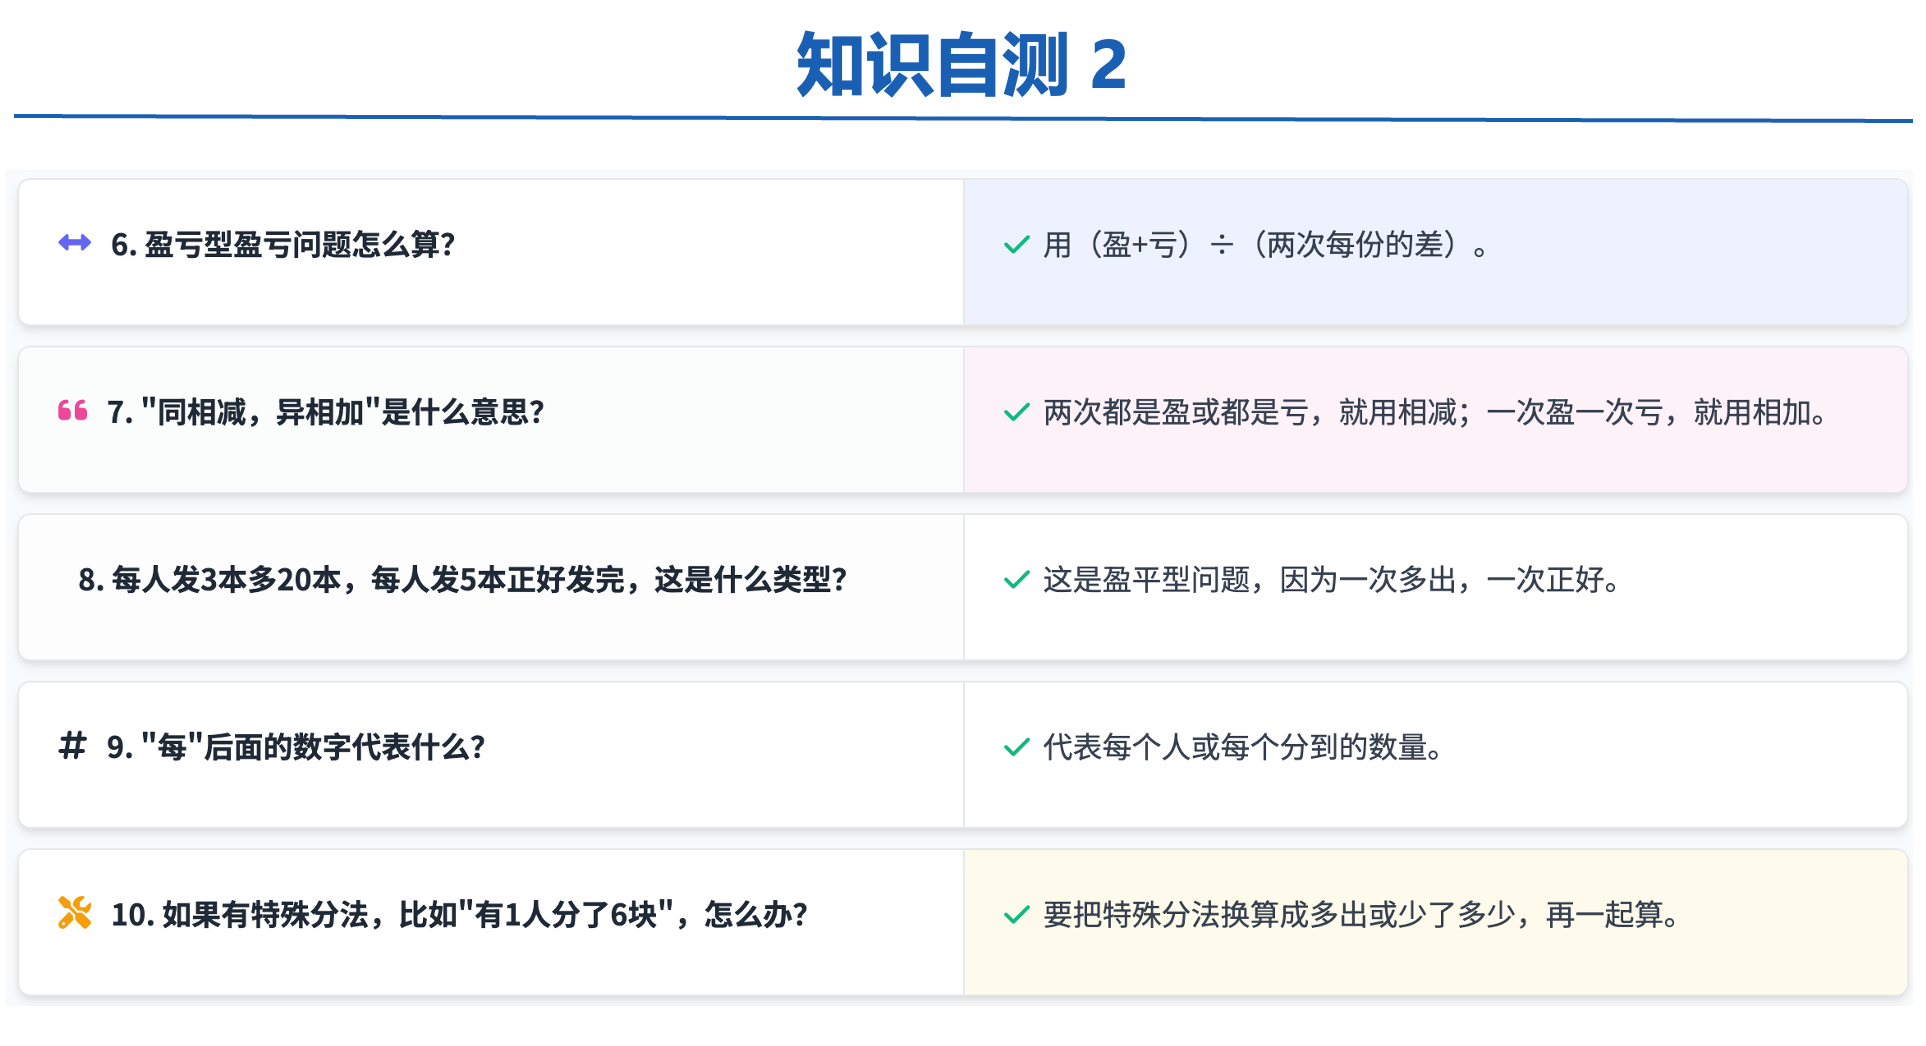 知识自测 2
6. 盈亏型盈亏问题怎么算?
用（盈+亏）÷（两次每份的差）。
7. "同相减，异相加"是什么意思?
两次都是盈或都是亏，就用相减；一次盈一次亏，就用相加。
8. 每人发3本多20本，每人发5本正好发完，这是什么类型?
这是盈平型问题，因为一次多出，一次正好。
9. "每"后面的数字代表什么?
代表每个人或每个分到的数量。
10. 如果有特殊分法，比如"有1人分了6块"，怎么办?
要把特殊分法换算成多出或少了多少，再一起算。